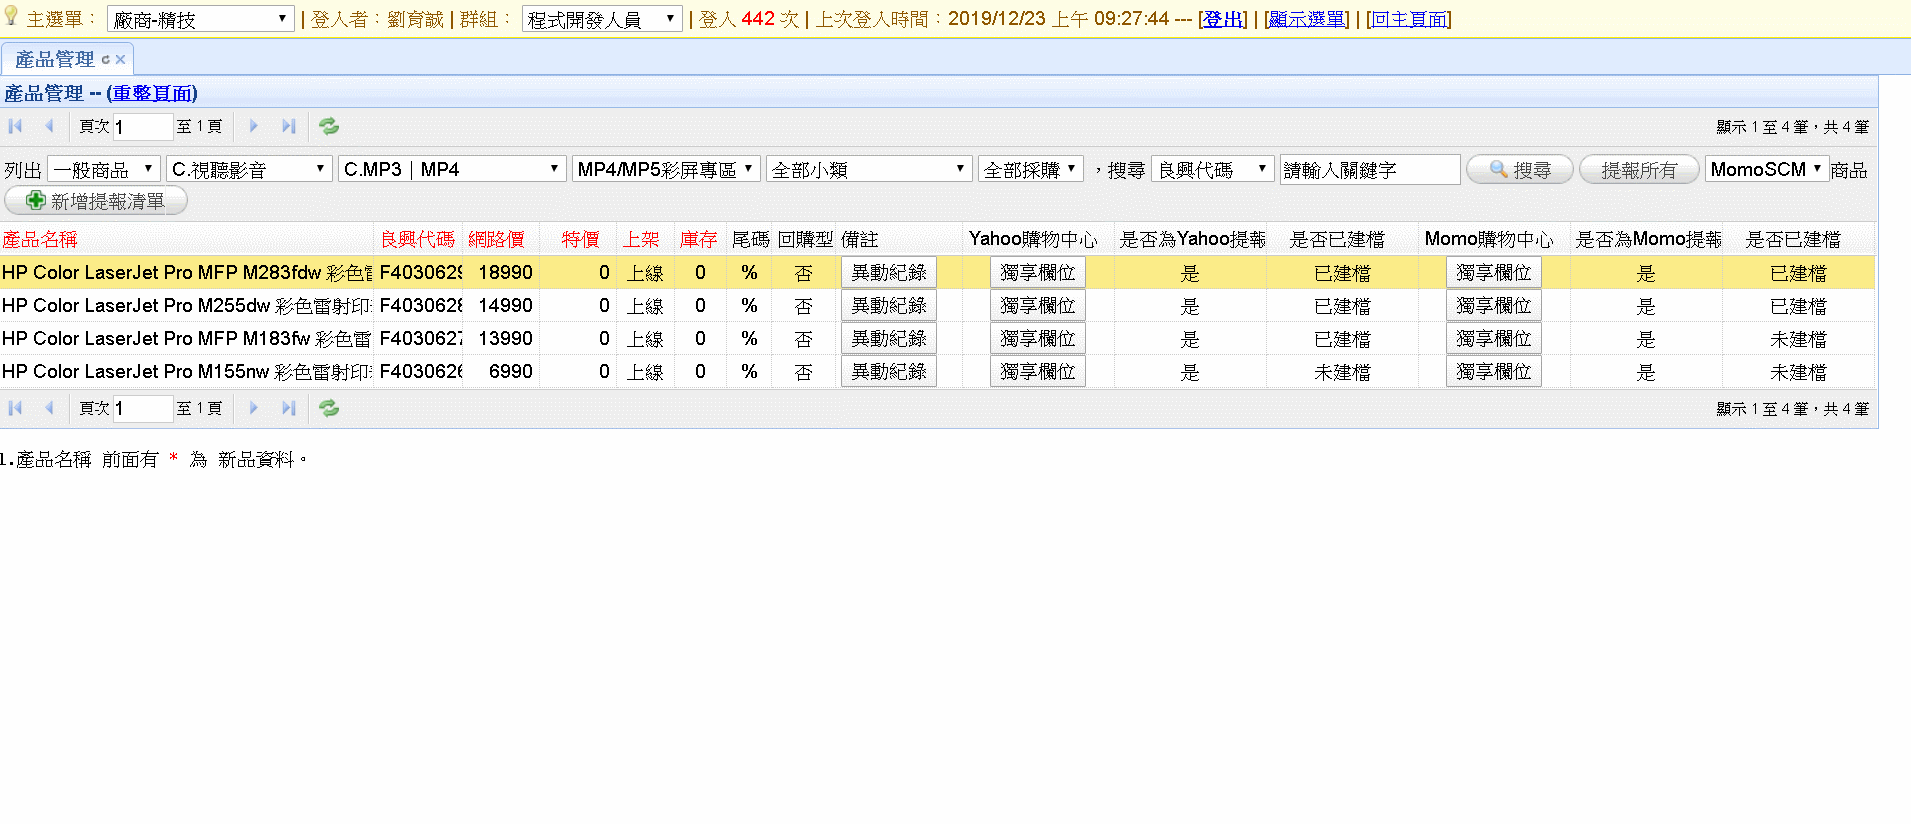 主選單： 廠商-精技 | 登入者：劉育誠 | 群組： 程式開發人員 | 登入 442 次 | 上次登入時間：2019/12/23 上午 09:27:44 --- [登出] | [顯示選單] | [回主頁面]
產品管理
產品管理 -- (重整頁面)
頁次 1 至 1 頁 顯示 1 至 4 筆，共 4 筆
列出 一般商品 C.視聽影音 C.MP3｜MP4 MP4/MP5彩屏專區 全部小類 全部採購 ，搜尋 良興代碼 請輸入關鍵字 搜尋 提報所有 MomoSCM 商品
新增提報清單
產品名稱 良興代碼 網路價 特價 上架 庫存 尾碼 回購型 備註 Yahoo購物中心 是否為Yahoo提報 是否已建檔 Momo購物中心 是否為Momo提報 是否已建檔
HP Color LaserJet Pro MFP M283fdw 彩色 F4030629 18990 0 上線 0 % 否 異動紀錄 獨享欄位 是 已建檔 獨享欄位 是 已建檔
HP Color LaserJet Pro M255dw 彩色雷射印 F4030628 14990 0 上線 0 % 否 異動紀錄 獨享欄位 是 已建檔 獨享欄位 是 已建檔
HP Color LaserJet Pro MFP M183fw 彩色雷 F4030627 13990 0 上線 0 % 否 異動紀錄 獨享欄位 是 已建檔 獨享欄位 是 未建檔
HP Color LaserJet Pro M155nw 彩色雷射印 F4030626 6990 0 上線 0 % 否 異動紀錄 獨享欄位 是 未建檔 獨享欄位 是 未建檔
頁次 1 至 1 頁 顯示 1 至 4 筆，共 4 筆
1.產品名稱 前面有 * 為 新品資料。